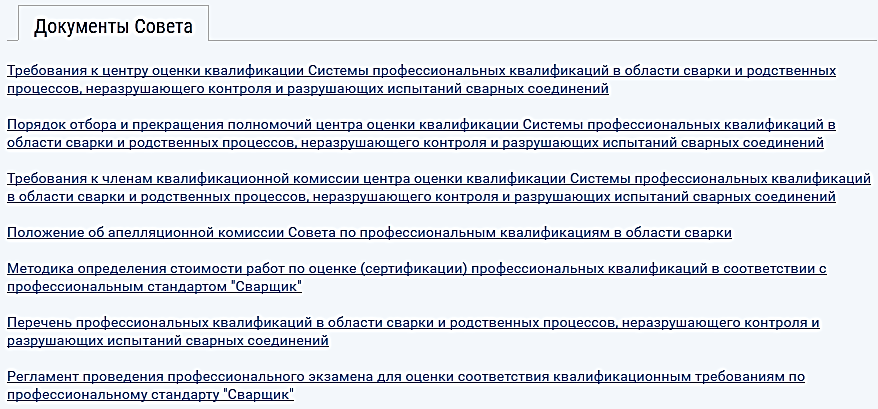 Документы Совета
Требования к центру оценки квалификации Системы профессиональных квалификаций в области сварки и родственных
процессов, неразрушающего контроля и разрушающих испытаний сварных соединений
Порядок отбора и прекращения полномочий центра оценки квалификации Системы профессиональных квалификаций в
области сварки и родственных процессов, неразрушающего контроля и разрушающих испытаний сварных соединений
Требования к членам квалификационной комиссии центра оценки квалификации Системы профессиональных квалификаций
в области сварки и родственных процессов, неразрушающего контроля и разрушающих испытаний сварных соединений
Положение об апелляционной комиссии Совета по профессиональным квалификациям в области сварки
Методика определения стоимости работ по оценке (сертификации) профессиональных квалификаций в соответствии с
профессиональным стандартом "Сварщик"
Перечень профессиональных квалификаций в области сварки и родственных процессов, неразрушающего контроля и
разрушающих испытаний сварных соединений
Регламент проведения профессионального экзамена для оценки соответствия квалификационным требованиям по
профессиональному стандарту "Сварщик"